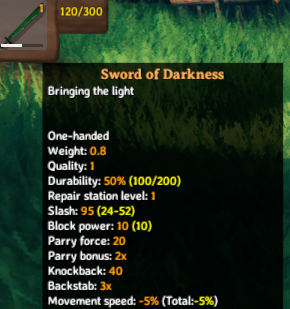 1
120/300
Sword of Darkness
Bringing the light
One-handed
Weight: 0.8
Quality: 1
Durability: 50% (100/200)
Repair station level: 1
Slash: 95 (24-52)
Block power: 10 (10)
Parry force: 20
Parry bonus: 2x
Knockback: 40
Backstab: 3x
Movement speed: -5% (Total:-5%)